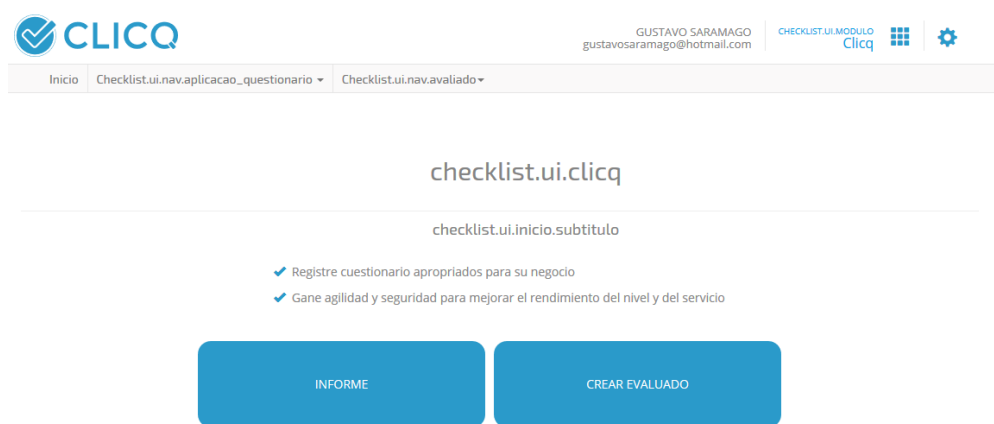 CLICQ
GUSTAVO SARAMAGO
gustavosaramago@hotmail.com
CHECKLIST.UI.MODULO
Clicq
Inicio
Checklist.ui.nav.aplicacao_questionario
Checklist.ui.nav.avaliado
checklist.ui.clicq
checklist.ui.inicio.subtitulo
Registre cuestionario apropriados para su negocio
Gane agilidad y seguridad para mejorar el rendimiento del nivel y del servicio
INFORME
CREAR EVALUADO